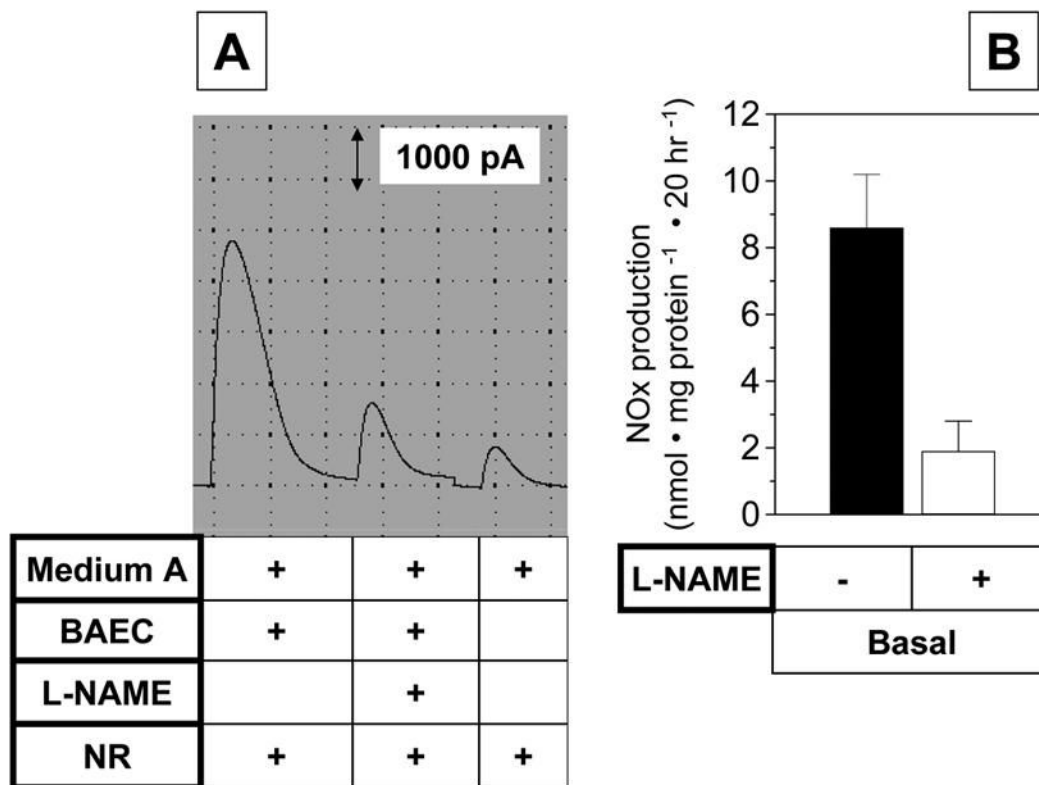 A
1000 pA
Medium A + + +
BAEC + +
L-NAME +
NR + + +
B
NOx production
(nmol • mg protein -1 • 20 hr -1)
12
10
8
6
4
2
0
L-NAME - +
Basal